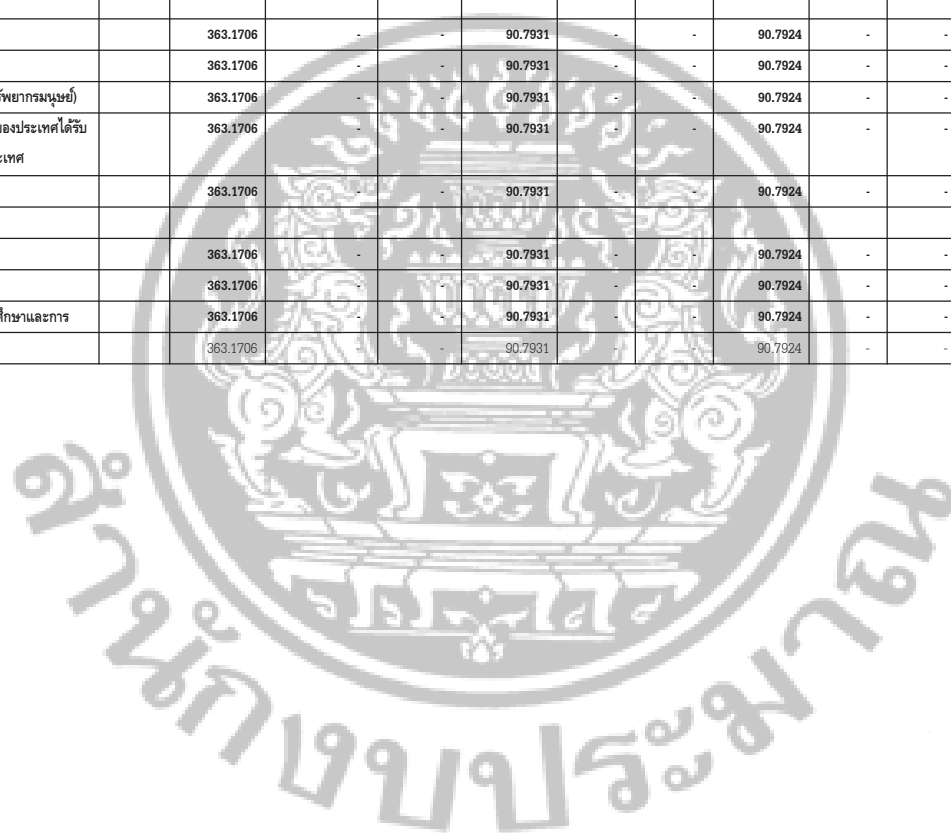 363.1706 - - 90.7931 - - 90.7924 - -
363.1706 - - 90.7931 - - 90.7924 - -
รัพยากรมนุษย์) 363.1706 - - 90.7931 - - 90.7924 - -
ของประเทศได้รับ 363.1706 - - 90.7931 - - 90.7924 - -
ะเทศ
363.1706 - - 90.7931 - - 90.7924 - -
363.1706 - - 90.7931 - - 90.7924 - -
363.1706 - - 90.7931 - - 90.7924 - -
ศึกษาและการ 363.1706 - - 90.7931 - - 90.7924 - -
363.1706 - - 90.7931 - - 90.7924 - -
สำนักงบประมาณ